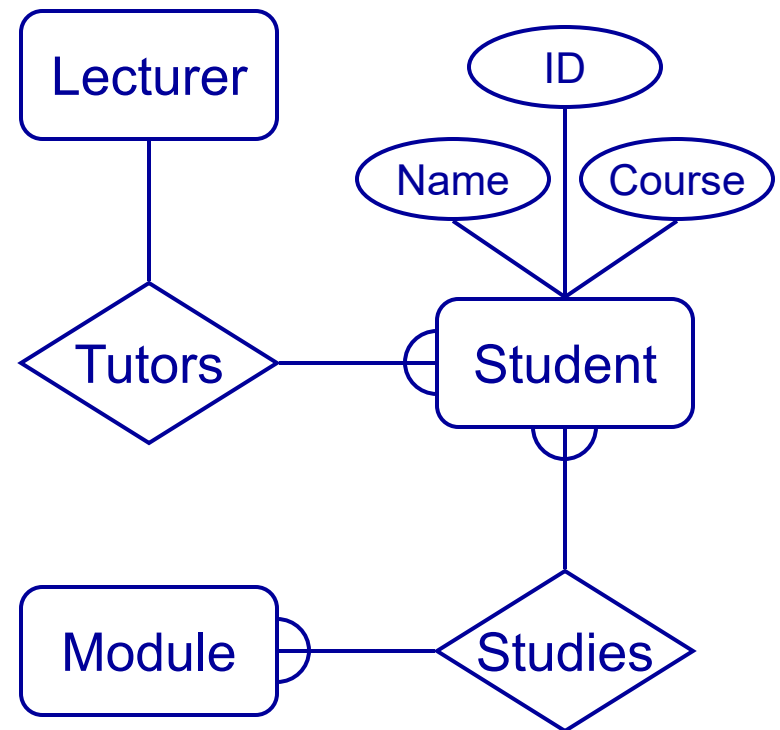 Lecturer
ID
Name
Course
Tutors
Student
Module
Studies